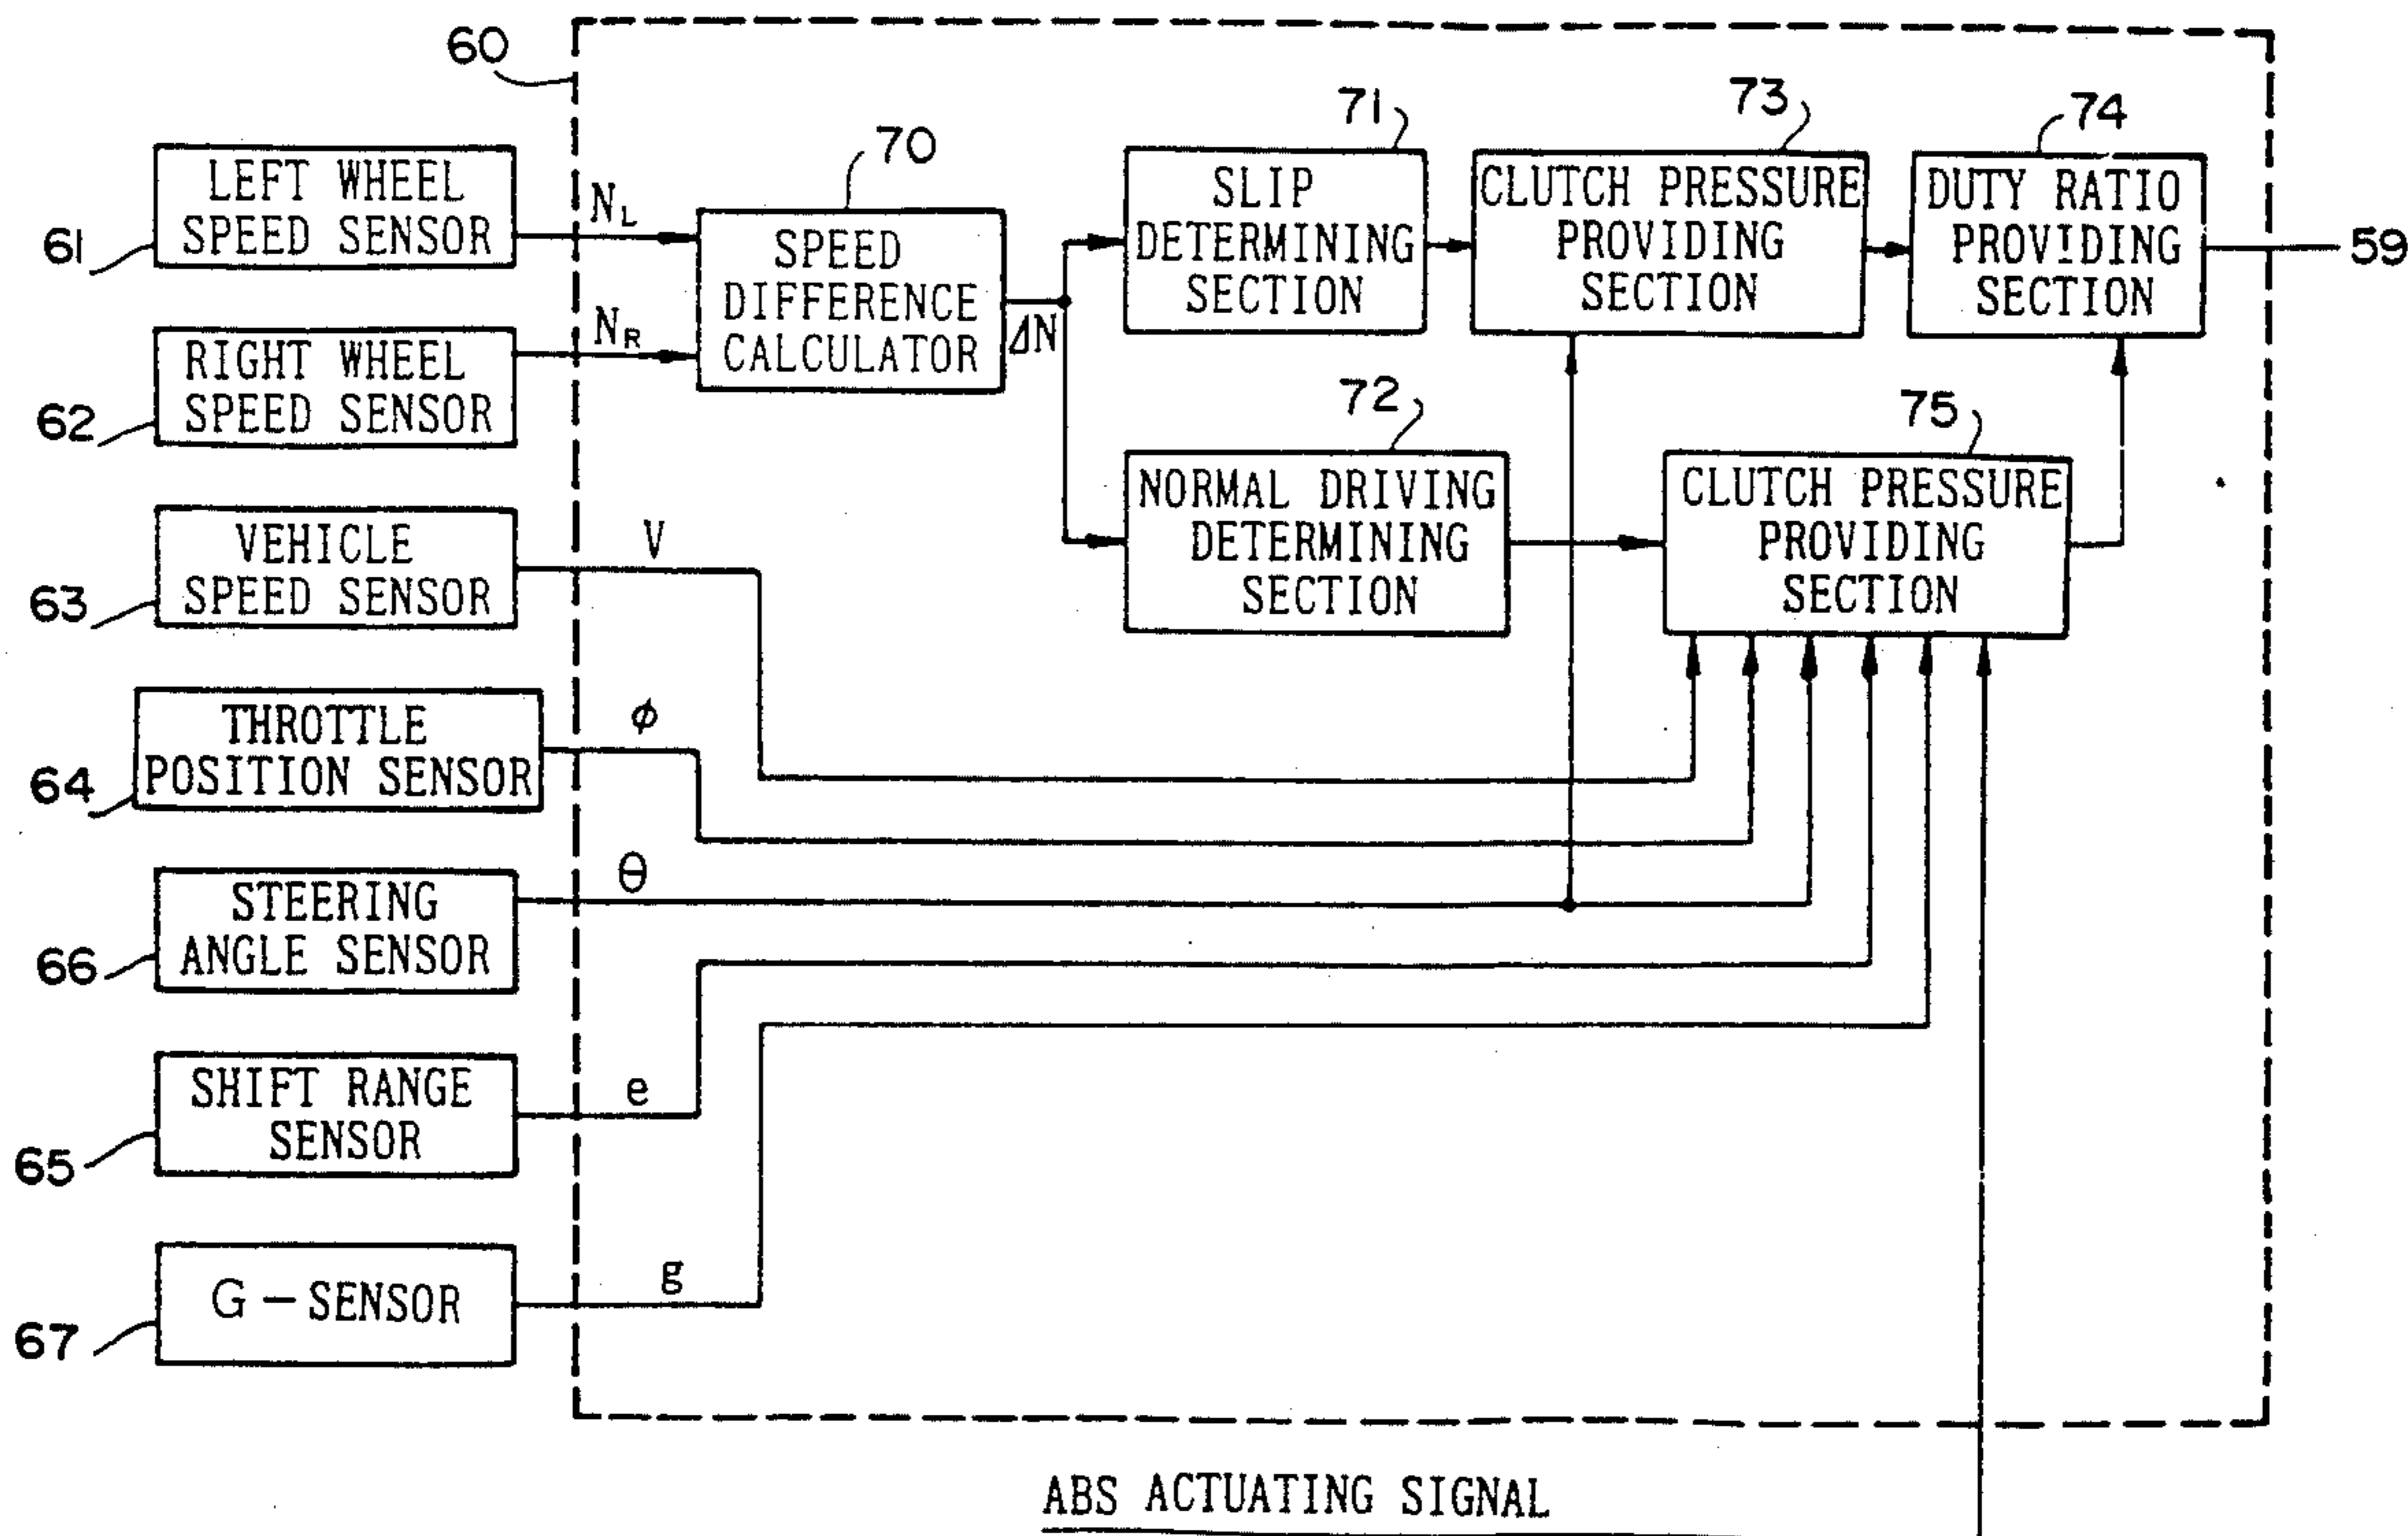 60
70
71
73
74
LEFT WHEEL
SPEED SENSOR
61
N_L
SPEED
DIFFERENCE
CALCULATOR
SLIP
DETERMINING
SECTION
CLUTCH PRESSURE
PROVIDING
SECTION
DUTY RATIO
PROVIDING
SECTION
59
RIGHT WHEEL
SPEED SENSOR
62
N_R
ΔN
72
75
NORMAL DRIVING
DETERMINING
SECTION
CLUTCH PRESSURE
PROVIDING
SECTION
VEHICLE
SPEED SENSOR
63
V
THROTTLE
POSITION SENSOR
64
φ
STEERING
ANGLE SENSOR
66
θ
SHIFT RANGE
SENSOR
65
e
G-SENSOR
67
g
ABS ACTUATING SIGNAL